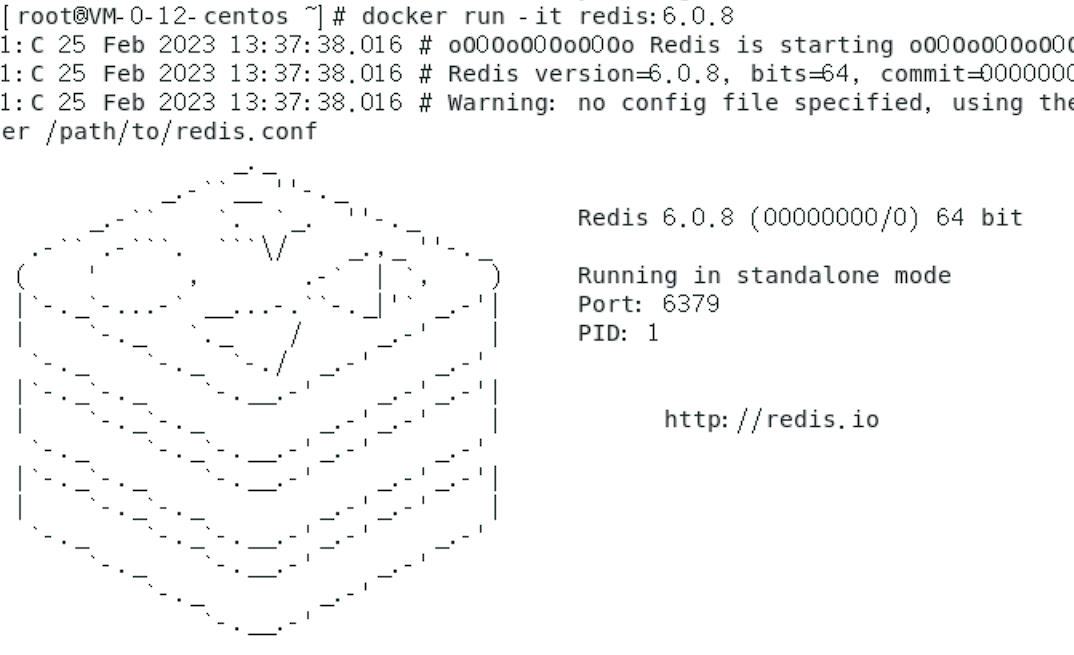 [root@VM-0-12-centos ~]# docker run -it redis:6.0.8
1:C 25 Feb 2023 13:37:38.016 # oO0OoO0OoO0Oo Redis is starting oO0OoO0OoO0
1:C 25 Feb 2023 13:37:38.016 # Redis version=6.0.8, bits=64, commit=0000000
1:C 25 Feb 2023 13:37:38.016 # Warning: no config file specified, using the
er /path/to/redis.conf
Redis 6.0.8 (00000000/0) 64 bit
Running in standalone mode
Port: 6379
PID: 1
http://redis.io